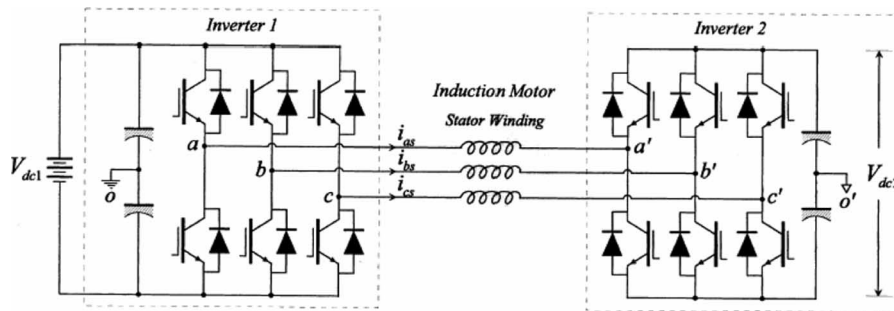 Inverter 1
Inverter 2
Induction Motor
Stator Winding
i_as
a
a'
i_bs
V_dc1
b
b'
o
i_cs
c
c'
o'